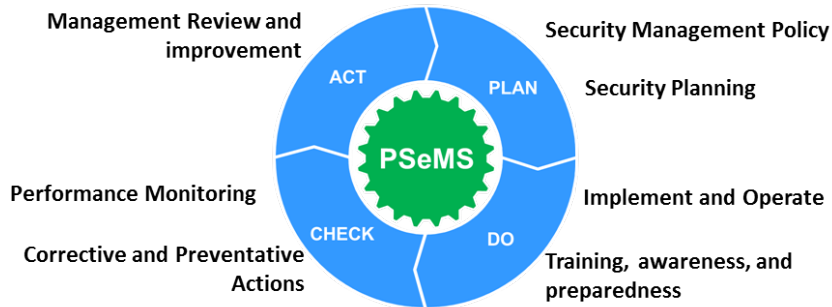 Management Review and
improvement
Security Management Policy
ACT
PLAN
Security Planning
PSeMS
Performance Monitoring
Implement and Operate
CHECK
DO
Corrective and Preventative
Actions
Training, awareness, and
preparedness